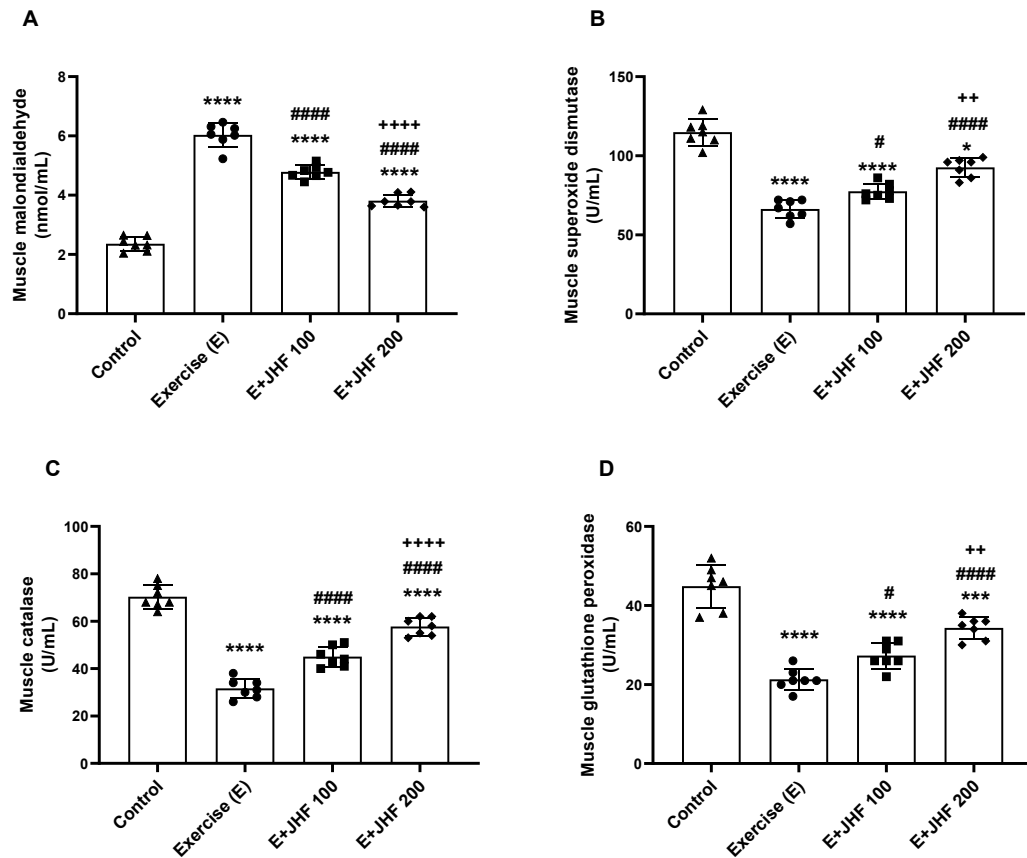 A
Muscle malondialdehyde
(nmol/mL)
8
6
4
2
0
****
####
****
++++
####
****
Control
Exercise (E)
E+JHF 100
E+JHF 200
B
Muscle superoxide dismutase
(U/mL)
150
100
50
0
****
#
****
++
####
*
Control
Exercise (E)
E+JHF 100
E+JHF 200
C
Muscle catalase
(U/mL)
100
80
60
40
20
0
****
####
****
++++
####
****
Control
Exercise (E)
E+JHF 100
E+JHF 200
D
Muscle glutathione peroxidase
(U/mL)
60
40
20
0
****
#
****
++
####
***
Control
Exercise (E)
E+JHF 100
E+JHF 200